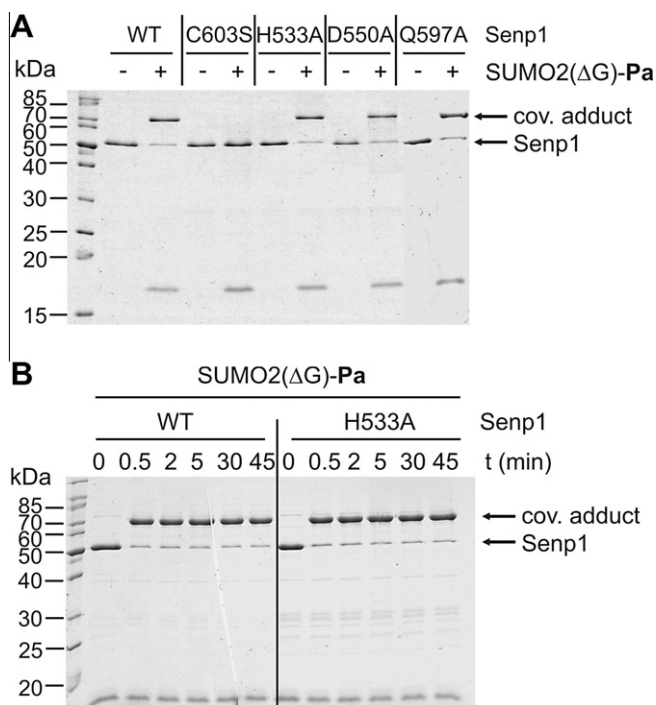 A
WT C603S H533A D550A Q597A Senp1
kDa - + - + - + - + - + SUMO2(ΔG)-Pa
85
70
60
50
40
30
25
20
15
cov. adduct
Senp1
B
SUMO2(ΔG)-Pa
WT H533A Senp1
0 0.5 2 5 30 45 0 0.5 2 5 30 45 t (min)
kDa
85
70
60
50
40
30
25
20
cov. adduct
Senp1